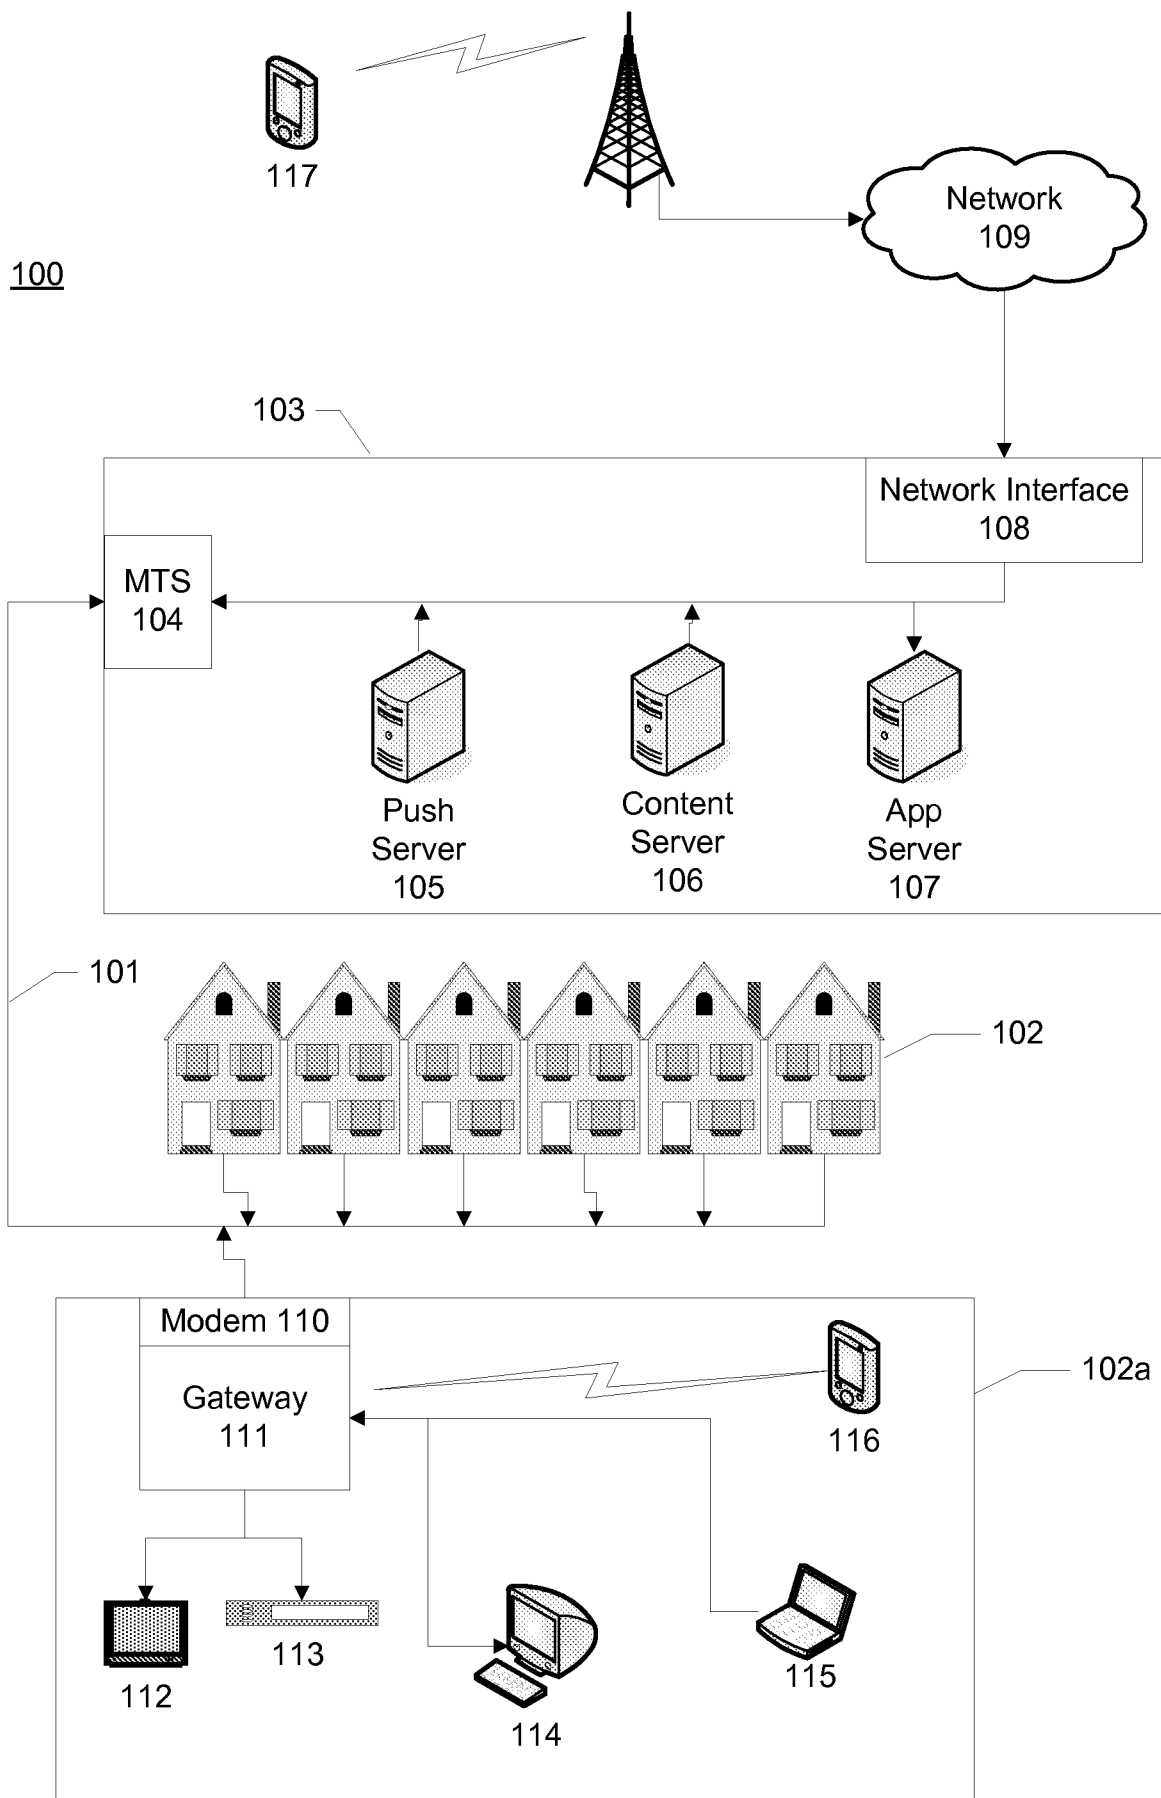 117
Network
109
100
103
Network Interface
108
MTS
104
Push
Server
105
Content
Server
106
App
Server
107
101
102
Modem 110
102a
Gateway
111
116
113
112
115
114